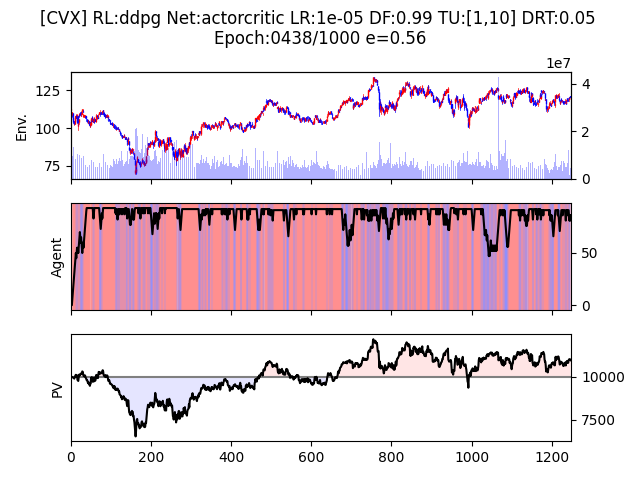 [CVX] RL:ddpg Net:actorcritic LR:1e-05 DF:0.99 TU:[1,10] DRT:0.05
Epoch:0438/1000 e=0.56
1e7
125
100
75
Env.
4
2
0
Agent
50
0
PV
10000
7500
0 200 400 600 800 1000 1200